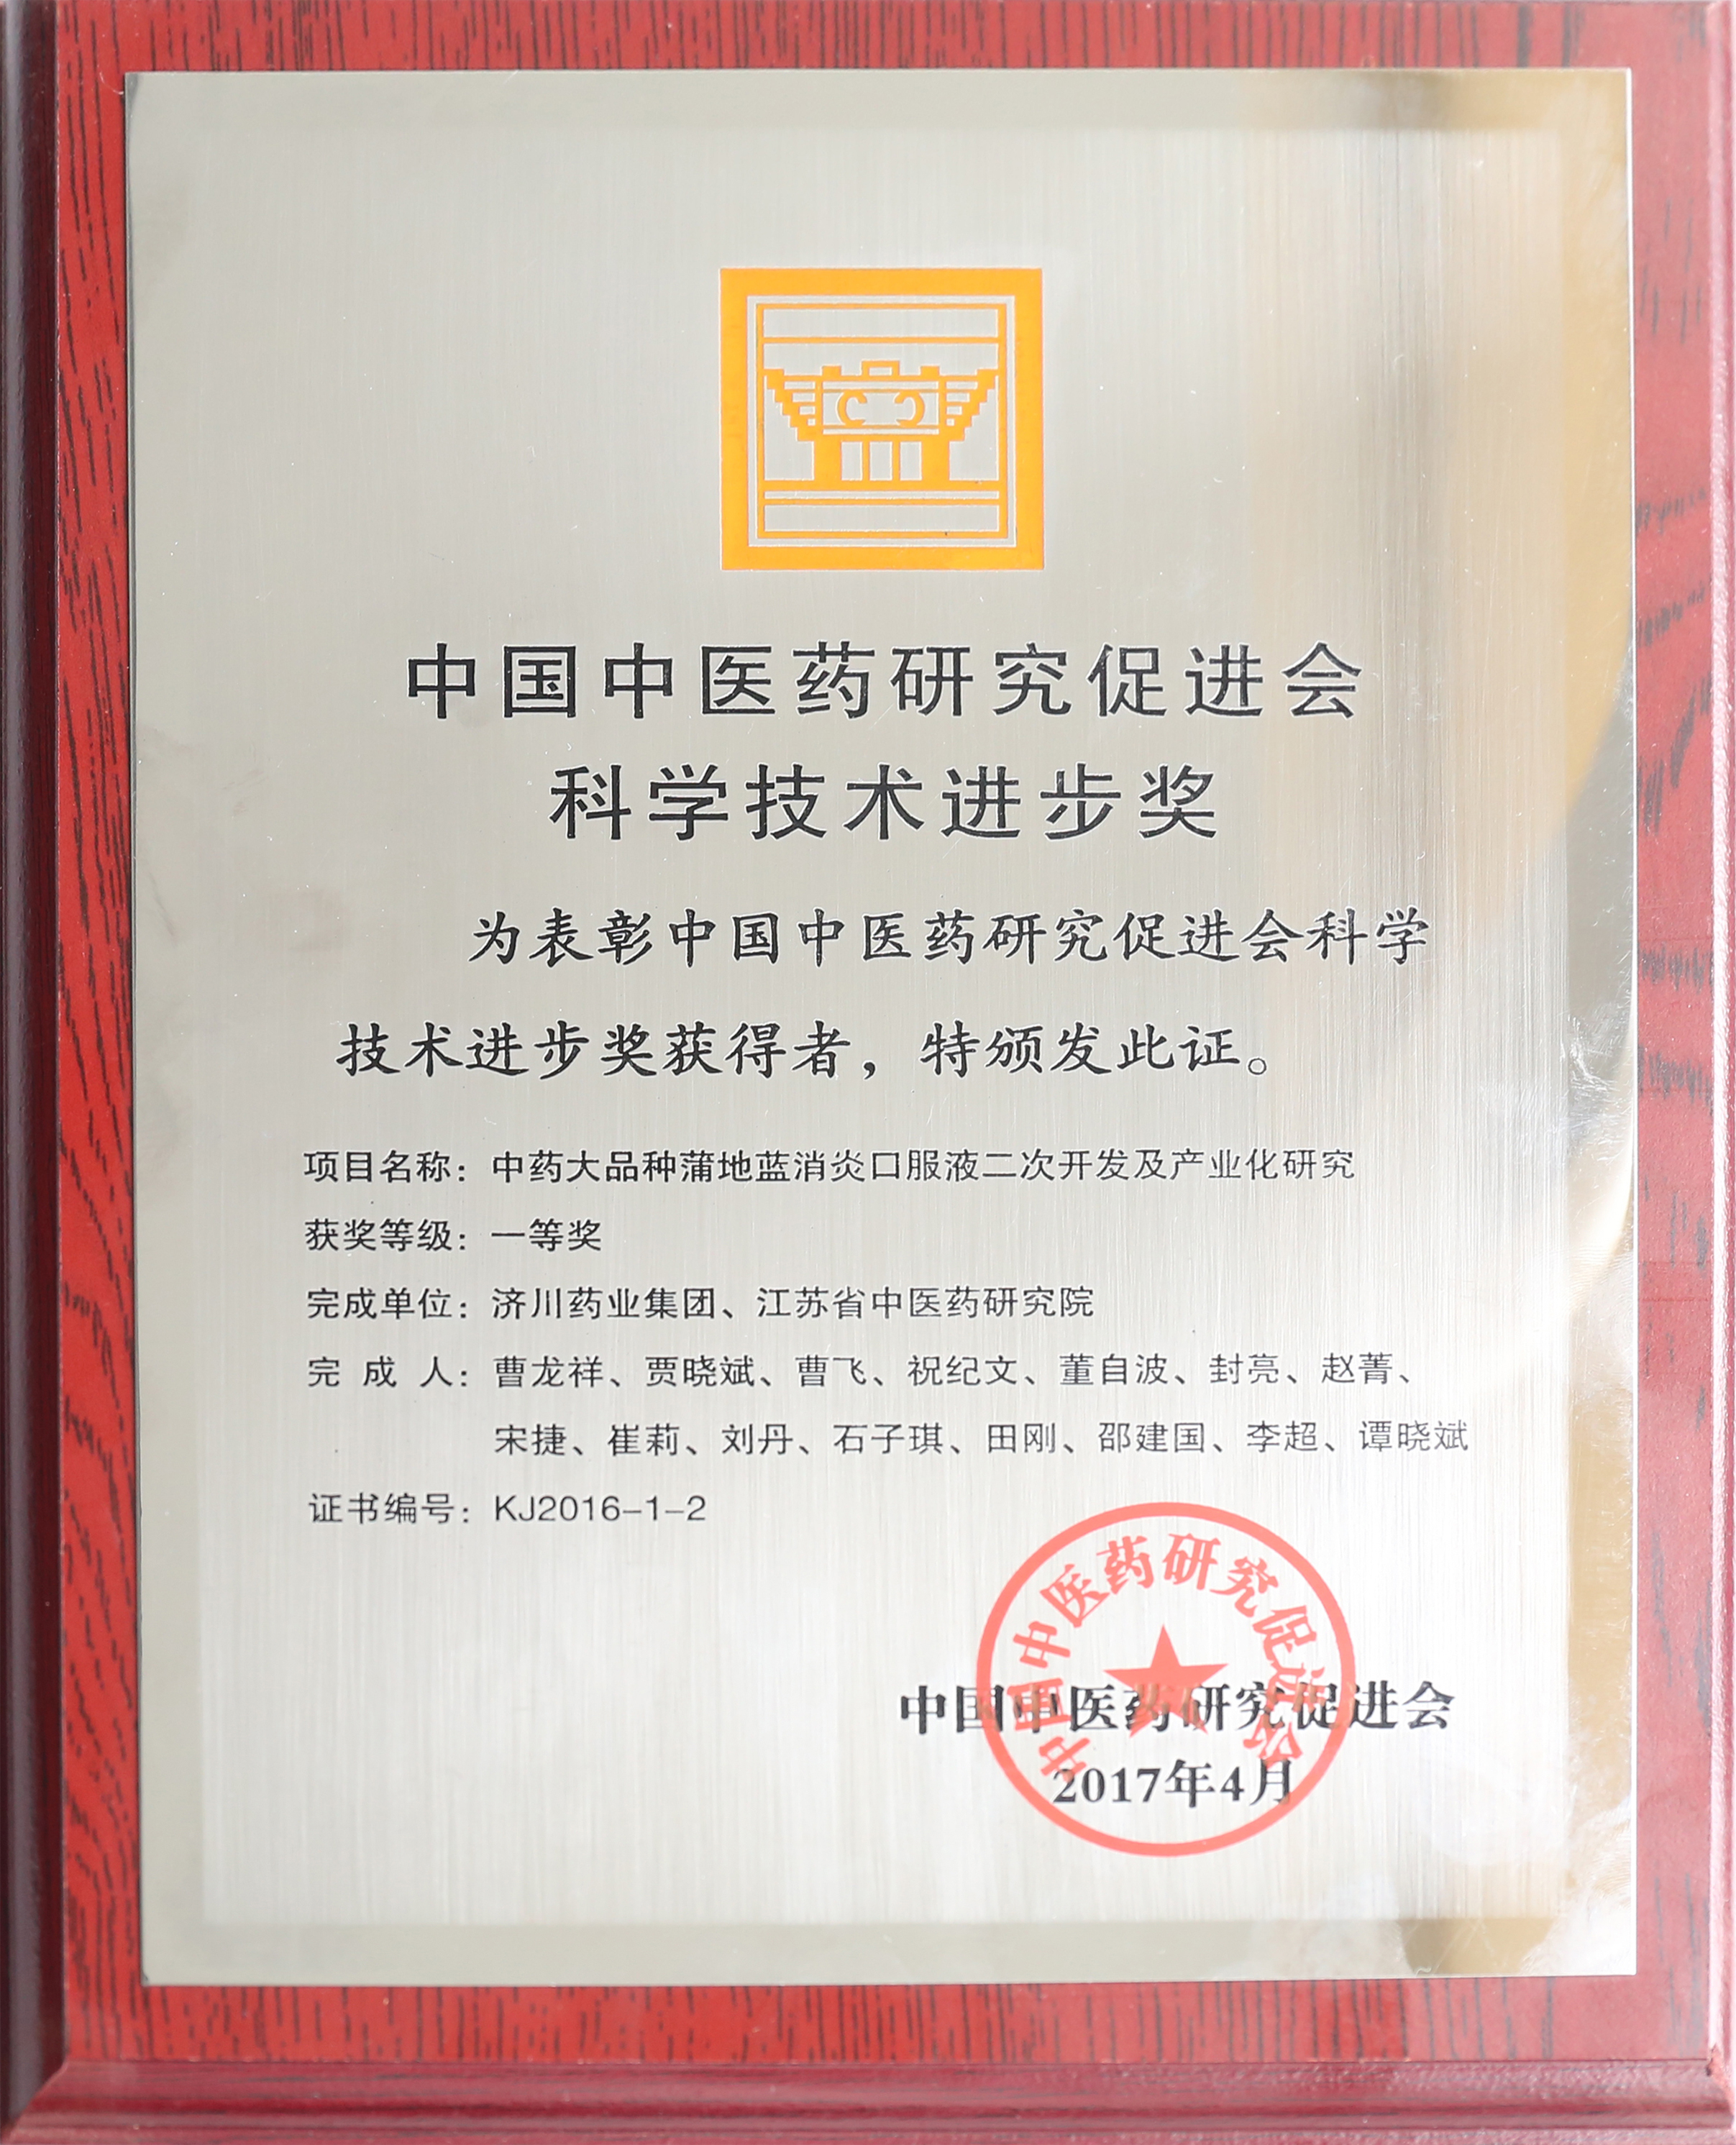 中国中医药研究促进会
科学技术进步奖
为表彰中国中医药研究促进会科学
技术进步奖获得者，特颁发此证。
项目名称：中药大品种蒲地蓝消炎口服液二次开发及产业化研究
获奖等级：一等奖
完成单位：济川药业集团、江苏省中医药研究院
完 成 人：曹龙祥、贾晓斌、曹飞、祝纪文、董自波、封亮、赵菁、
宋捷、崔莉、刘丹、石子琪、田刚、邵建国、李超、谭晓斌
证书编号：KJ2016-1-2
中国中医药研究促进会
中国中医药研究促进会
2017年4月